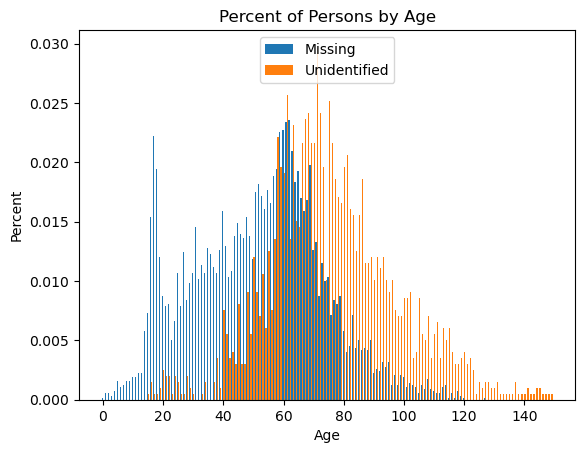 Percent of Persons by Age
Missing
Unidentified
Percent
0.030
0.025
0.020
0.015
0.010
0.005
0.000
0 20 40 60 80 100 120 140
Age